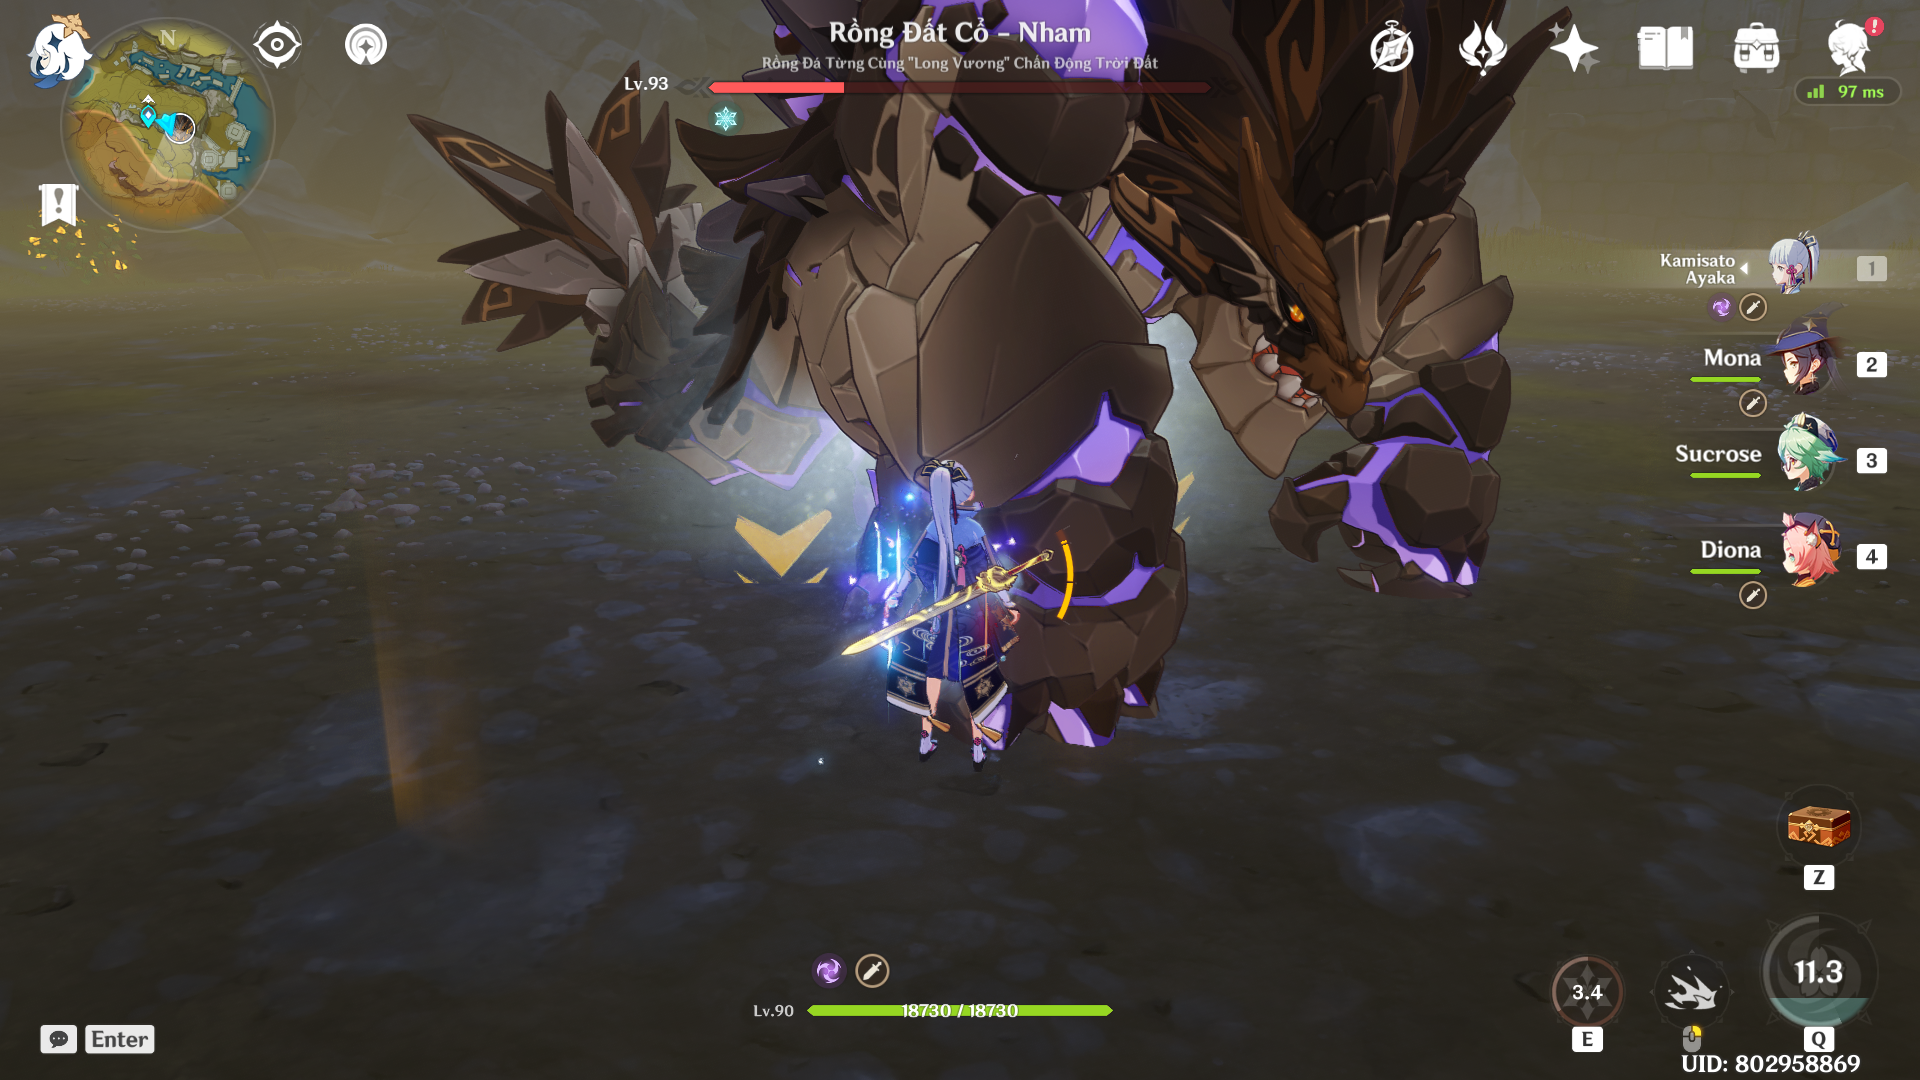 N
Rồng Đất Cổ - Nham
Rồng Đá Từng Cùng "Long Vương" Chấn Động Trời Đất
Lv.93
97 ms
Kamisato
Ayaka
1
Mona
2
Sucrose
3
Diona
4
Z
11.3
3.4
E
Q
Lv.90
18730 / 18730
Enter
UID: 802958869